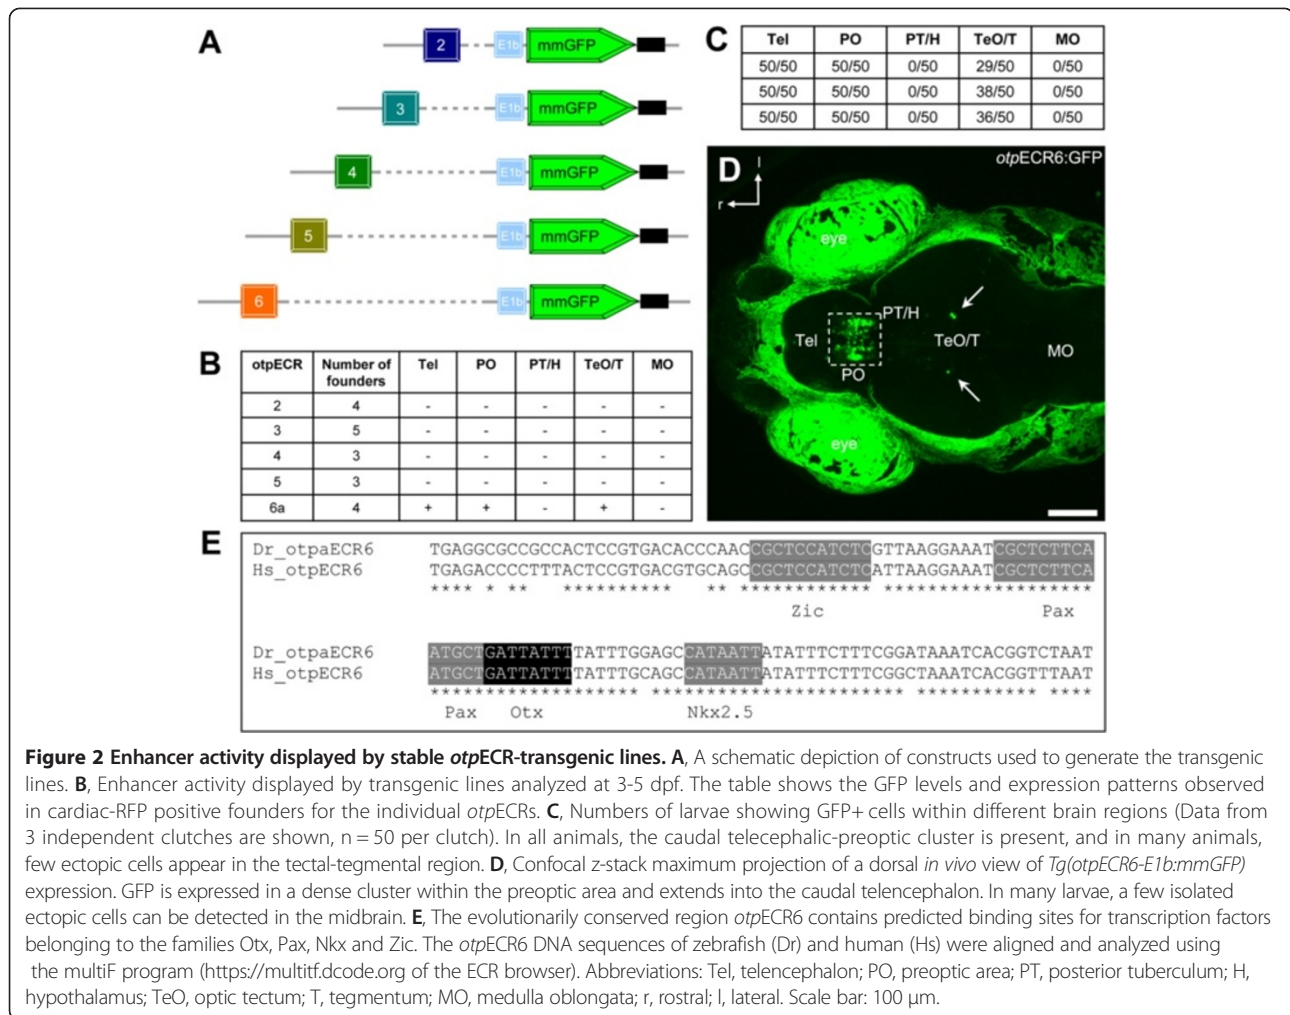 A
2 E1b mmGFP
3 E1b mmGFP
4 E1b mmGFP
5 E1b mmGFP
6 E1b mmGFP
B
otpECR Number of founders Tel PO PT/H TeO/T MO
2 4 - - - - -
3 5 - - - - -
4 3 - - - - -
5 3 - - - - -
6a 4 + + - + -
C
Tel PO PT/H TeO/T MO
50/50 50/50 0/50 29/50 0/50
50/50 50/50 0/50 38/50 0/50
50/50 50/50 0/50 36/50 0/50
D
otpECR6:GFP
l
r
eye
PT/H
Tel
TeO/T
MO
PO
eye
E
Dr_otpaECR6 TGAGGCGCCGCCACTCCGTGACACCCAACCGCTCCATCTCGTTAAGGAAATCGCTCTTCA
Hs_otpECR6 TGAGACCCCTTTACTCCGTGACGTGCAGCCGCTCCATCTCATTAAGGAAATCGCTCTTCA
**** * ** ********** ** ************ *******************
Zic Pax
Dr_otpaECR6 ATGCTGATTATTTTATTTGGAGCCATAATTATATTTCTTTCGGATAAATCACGGTCTAAT
Hs_otpECR6 ATGCTGATTATTTTATTTGCAGCCATAATTATATTTCTTTCGGCTAAATCACGGTTTAAT
******************* *********************** *********** ****
Pax Otx Nkx2.5
Figure 2 Enhancer activity displayed by stable otpECR-transgenic lines. A, A schematic depiction of constructs used to generate the transgenic
lines. B, Enhancer activity displayed by transgenic lines analyzed at 3-5 dpf. The table shows the GFP levels and expression patterns observed
in cardiac-RFP positive founders for the individual otpECRs. C, Numbers of larvae showing GFP+ cells within different brain regions (Data from
3 independent clutches are shown, n = 50 per clutch). In all animals, the caudal telecephalic-preoptic cluster is present, and in many animals,
few ectopic cells appear in the tectal-tegmental region. D, Confocal z-stack maximum projection of a dorsal in vivo view of Tg(otpECR6-E1b:mmGFP)
expression. GFP is expressed in a dense cluster within the preoptic area and extends into the caudal telencephalon. In many larvae, a few isolated
ectopic cells can be detected in the midbrain. E, The evolutionarily conserved region otpECR6 contains predicted binding sites for transcription factors
belonging to the families Otx, Pax, Nkx and Zic. The otpECR6 DNA sequences of zebrafish (Dr) and human (Hs) were aligned and analyzed using
the multiF program (https://multitf.dcode.org of the ECR browser). Abbreviations: Tel, telencephalon; PO, preoptic area; PT, posterior tuberculum; H,
hypothalamus; TeO, optic tectum; T, tegmentum; MO, medulla oblongata; r, rostral; l, lateral. Scale bar: 100 µm.